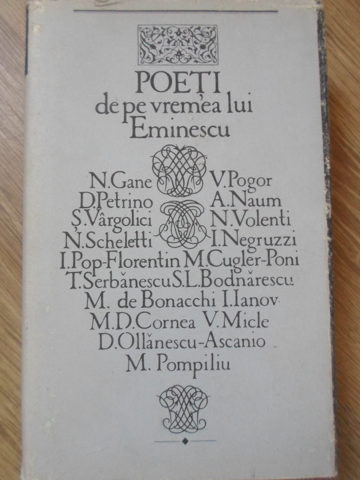 POEȚI
de pe vremea lui
Eminescu
N. Gane V. Pogor
D. Petrino A. Naum
Ș. Vârgolici N. Volenti
N. Scheletti I. Negruzzi
I. Pop-Florentin M. Cugler-Poni
T. Șerbănescu S. L. Bodnărescu
M. de Bonacchi I. Ianov
M. D. Cornea V. Micle
D. Ollănescu-Ascanio
M. Pompiliu